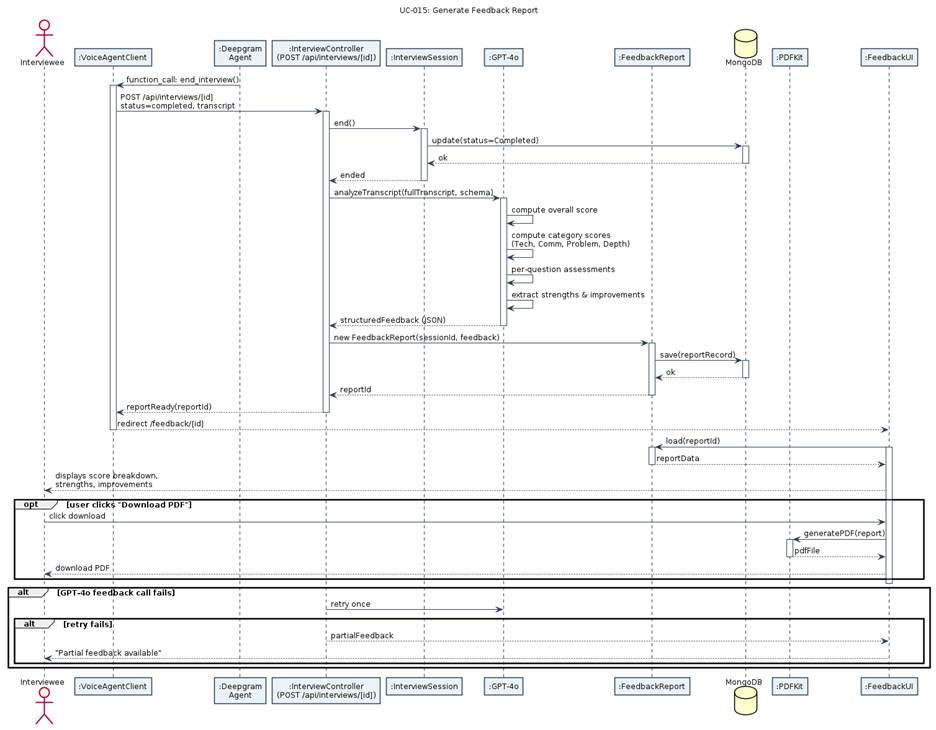 UC-015: Generate Feedback Report
Interviewee
:VoiceAgentClient
:Deepgram
Agent
:InterviewController
(POST /api/interviews/[id])
:InterviewSession
:GPT-4o
:FeedbackReport
MongoDB
:PDFKit
:FeedbackUI
function_call: end_interview()
POST /api/interviews/[id]
status=completed, transcript
end()
update(status=Completed)
ok
ended
analyzeTranscript(fullTranscript, schema)
compute overall score
compute category scores
(Tech, Comm, Problem, Depth)
per-question assessments
extract strengths & improvements
structuredFeedback (JSON)
new FeedbackReport(sessionId, feedback)
save(reportRecord)
ok
reportId
reportReady(reportId)
redirect /feedback/[id]
load(reportId)
reportData
displays score breakdown,
strengths, improvements
opt [user clicks "Download PDF"]
click download
generatePDF(report)
pdfFile
download PDF
alt [GPT-4o feedback call fails]
retry once
alt [retry fails]
partialFeedback
"Partial feedback available"
Interviewee
:VoiceAgentClient
:Deepgram
Agent
:InterviewController
(POST /api/interviews/[id])
:InterviewSession
:GPT-4o
:FeedbackReport
MongoDB
:PDFKit
:FeedbackUI